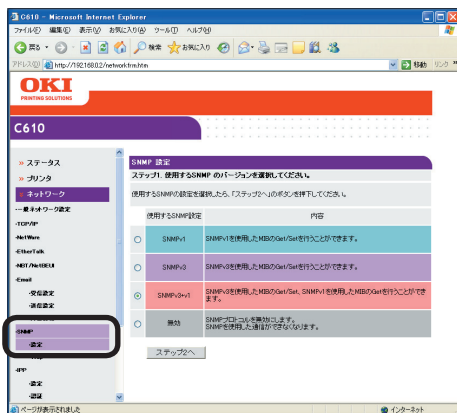 C610 - Microsoft Internet Explorer
ファイル(F) 編集(E) 表示(V) お気に入り(A) ツール(T) ヘルプ(H)
戻る 検索 お気に入り
アドレス(D) http://192.168.0.2/networkfrm.htm 移動 リンク »
OKI
PRINTING SOLUTIONS
C610
» ステータス
» プリンタ
» ネットワーク
-一般ネットワーク設定
-TCP/IP
-NetWare
-EtherTalk
-NBT/NetBEUI
-Email
-受信設定
-送信設定
-SNMP
-設定
-IPP
-設定
-認証
SNMP 設定
ステップ1. 使用するSNMP のバージョンを選択してください。
使用するSNMPの設定を選択したら、「ステップ2へ」のボタンを押下してください。
使用するSNMP設定 内容
SNMPv1 SNMPv1を使用したMIBのGet/Setを行うことができます。
SNMPv3 SNMPv3を使用したMIBのGet/Setを行うことができます。
SNMPv3+v1 SNMPv3を使用したMIBのGet/Set, SNMPv1を使用したMIBのGetを行うことができ
ます。
無効 SNMPプロトコルを無効にします。
SNMPを使用した通信ができなくなります。
ステップ2へ
ページが表示されました インターネット